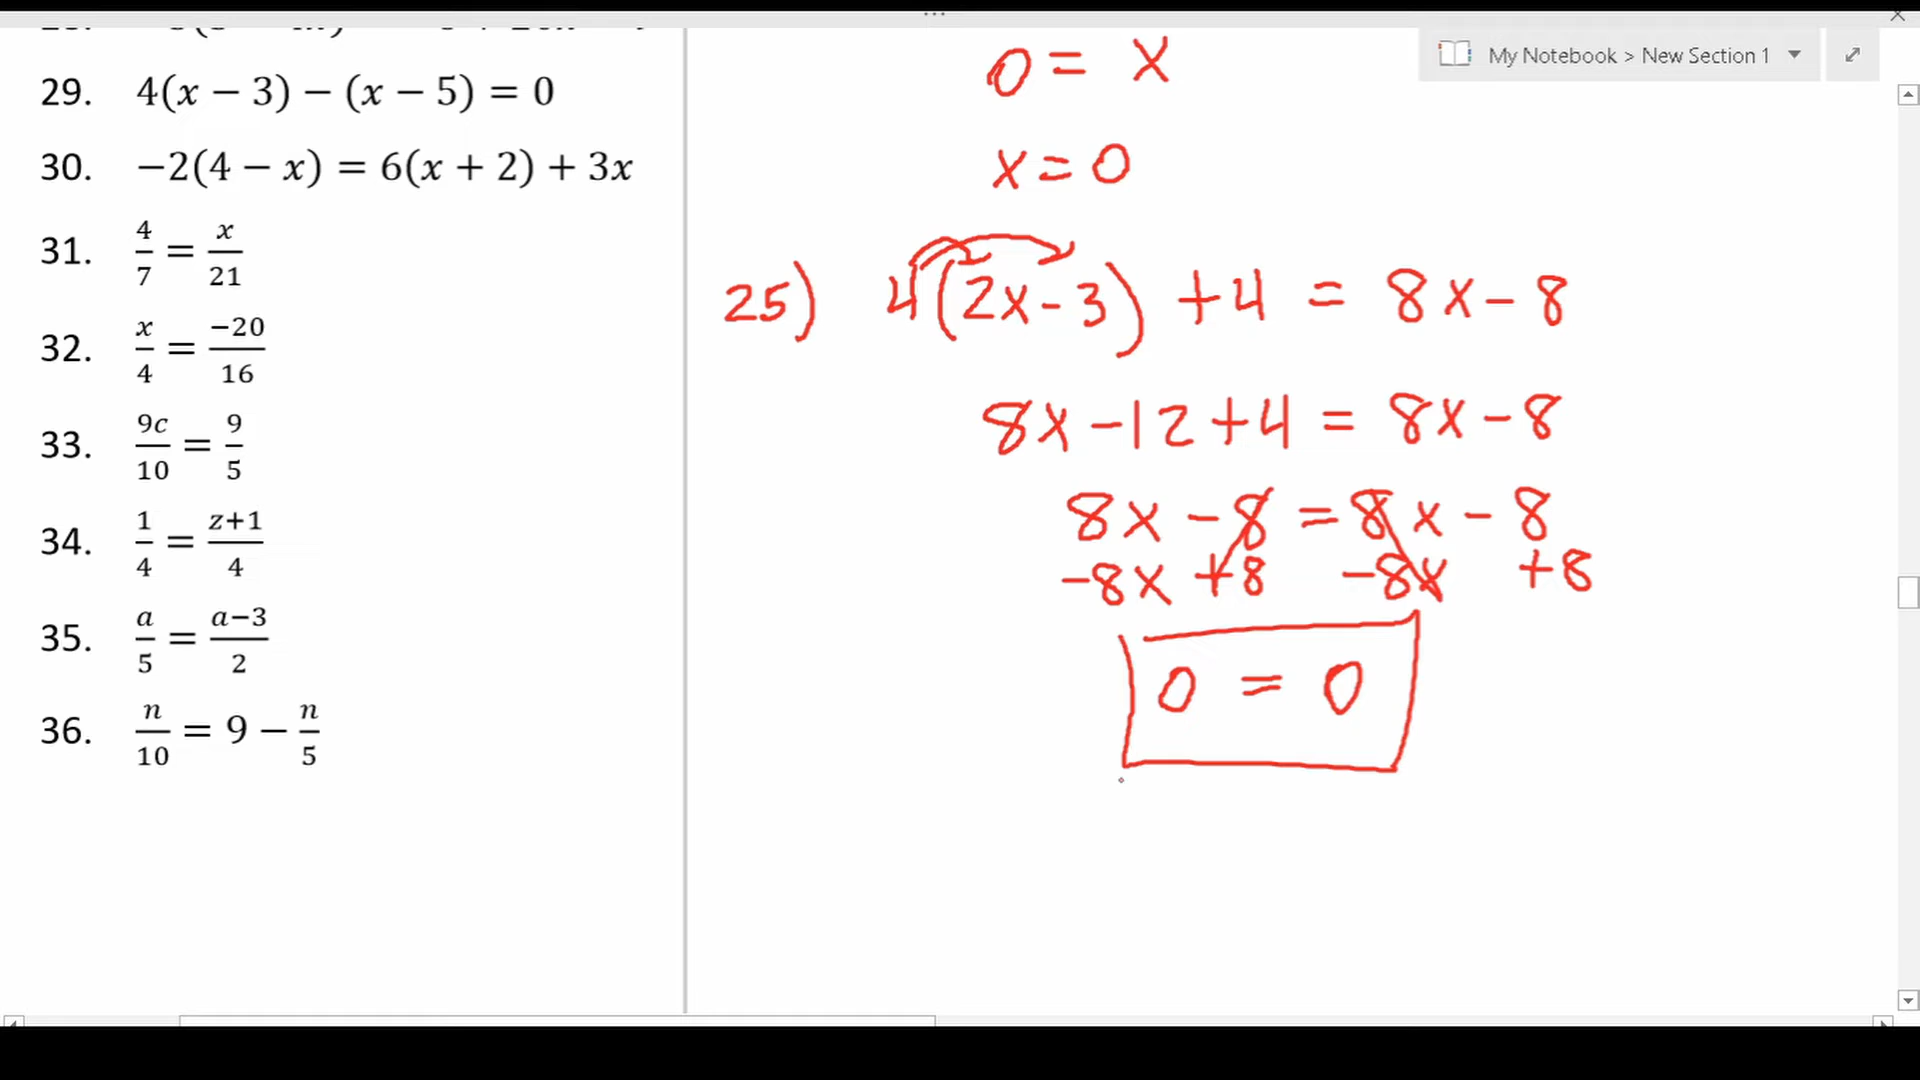 29. 4(x − 3) − (x − 5) = 0
30. −2(4 − x) = 6(x + 2) + 3x
31. 4/7 = x/21
32. x/4 = −20/16
33. 9c/10 = 9/5
34. 1/4 = z+1/4
35. a/5 = a−3/2
36. n/10 = 9 − n/5
My Notebook > New Section 1
0 = x
x = 0
25) 4(2x − 3) + 4 = 8x − 8
8x − 12 + 4 = 8x − 8
8x − 8 = 8x − 8
−8x +8 −8x +8
0 = 0